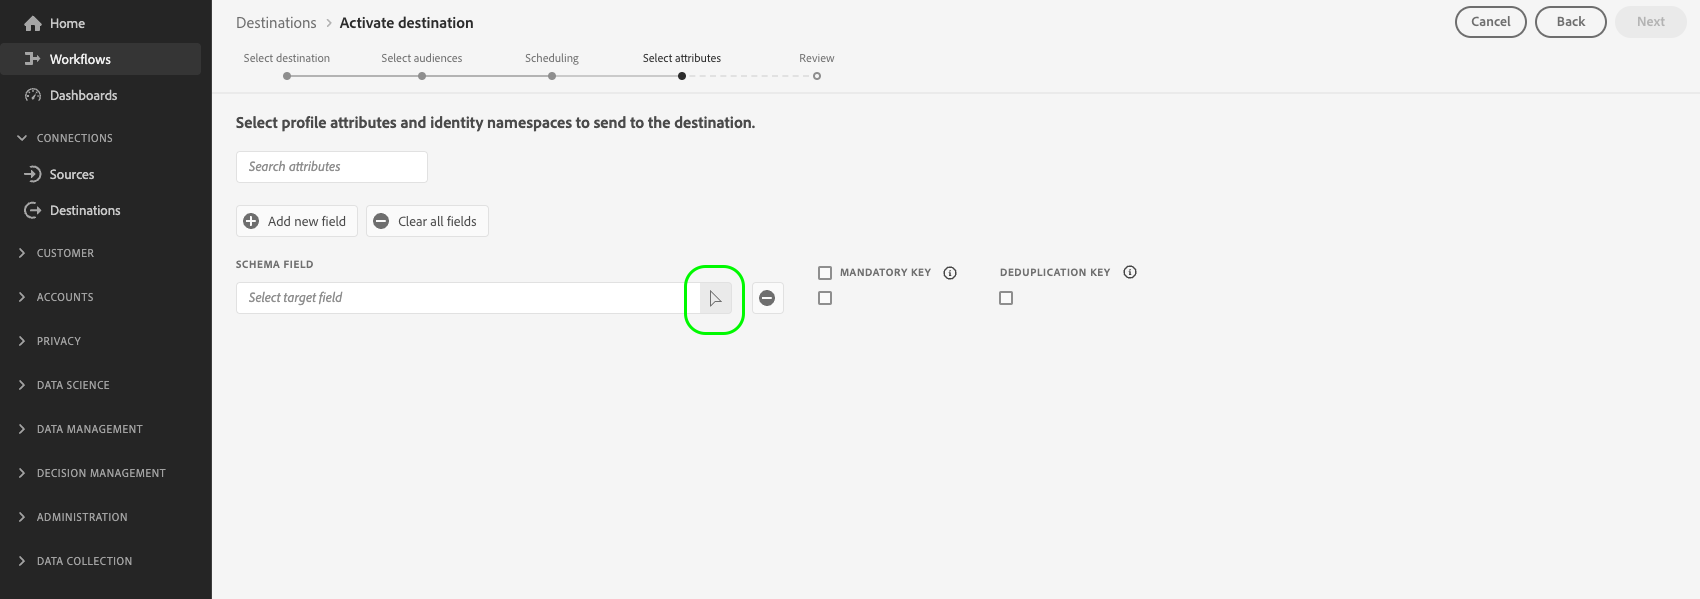 Home
Workflows
Dashboards
CONNECTIONS
Sources
Destinations
CUSTOMER
ACCOUNTS
PRIVACY
DATA SCIENCE
DATA MANAGEMENT
DECISION MANAGEMENT
ADMINISTRATION
DATA COLLECTION
Destinations > Activate destination
Cancel
Back
Next
Select destination
Select audiences
Scheduling
Select attributes
Review
Select profile attributes and identity namespaces to send to the destination.
Search attributes
Add new field
Clear all fields
SCHEMA FIELD
MANDATORY KEY
DEDUPLICATION KEY
Select target field